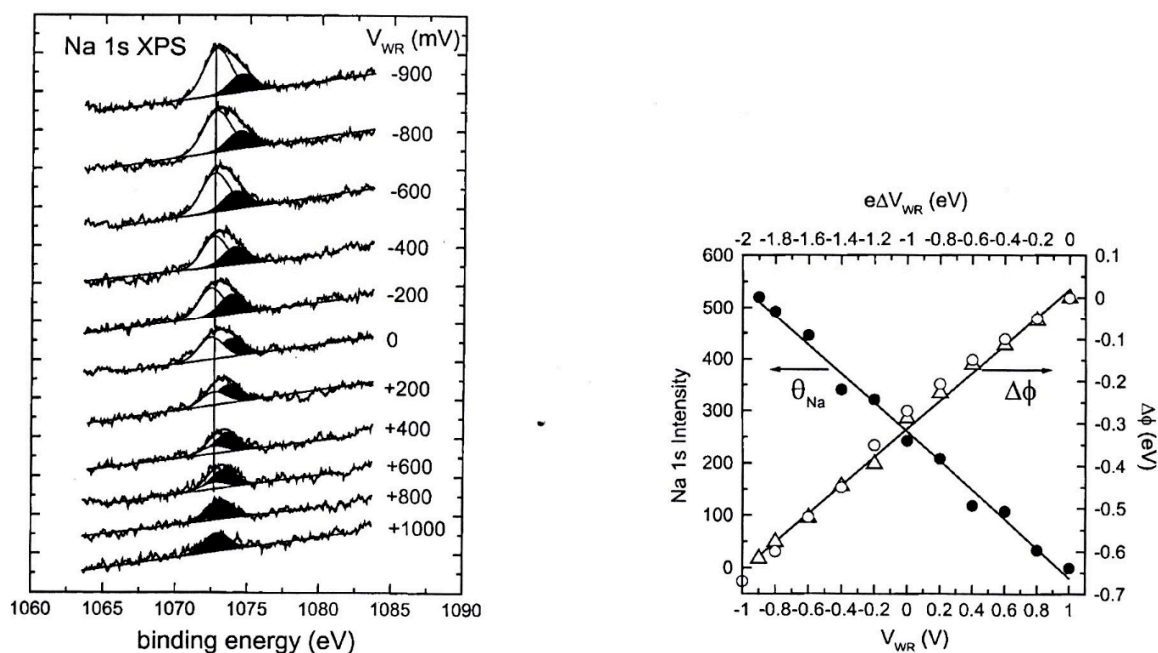 Na 1s XPS
V_WR (mV)
-900
-800
-600
-400
-200
0
+200
+400
+600
+800
+1000
1060 1065 1070 1075 1080 1085 1090
binding energy (eV)
eΔV_WR (eV)
-2 -1.8 -1.6 -1.4 -1.2 -1 -0.8 -0.6 -0.4 -0.2 0
600
500
400
300
200
100
0
Na 1s Intensity
θ_Na
Δϕ
0.1
0
-0.1
-0.2
-0.3
-0.4
-0.5
-0.6
-0.7
Δϕ (eV)
-1 -0.8 -0.6 -0.4 -0.2 0 0.2 0.4 0.6 0.8 1
V_WR (V)